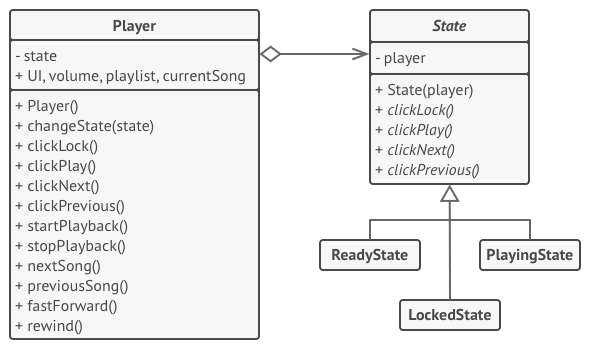 Player
- state
+ UI, volume, playlist, currentSong
+ Player()
+ changeState(state)
+ clickLock()
+ clickPlay()
+ clickNext()
+ clickPrevious()
+ startPlayback()
+ stopPlayback()
+ nextSong()
+ previousSong()
+ fastForward()
+ rewind()
State
- player
+ State(player)
+ clickLock()
+ clickPlay()
+ clickNext()
+ clickPrevious()
ReadyState
PlayingState
LockedState